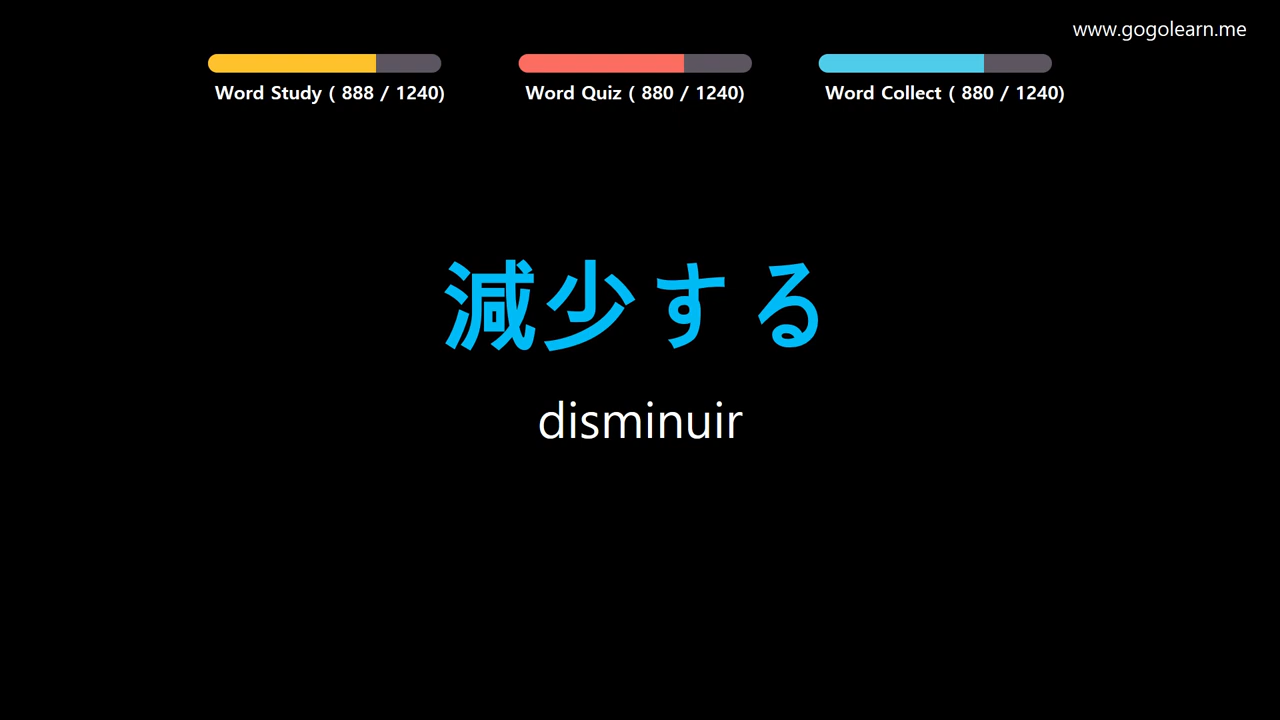 www.gogolearn.me
Word Study ( 888 / 1240)
Word Quiz ( 880 / 1240)
Word Collect ( 880 / 1240)
減少する
disminuir